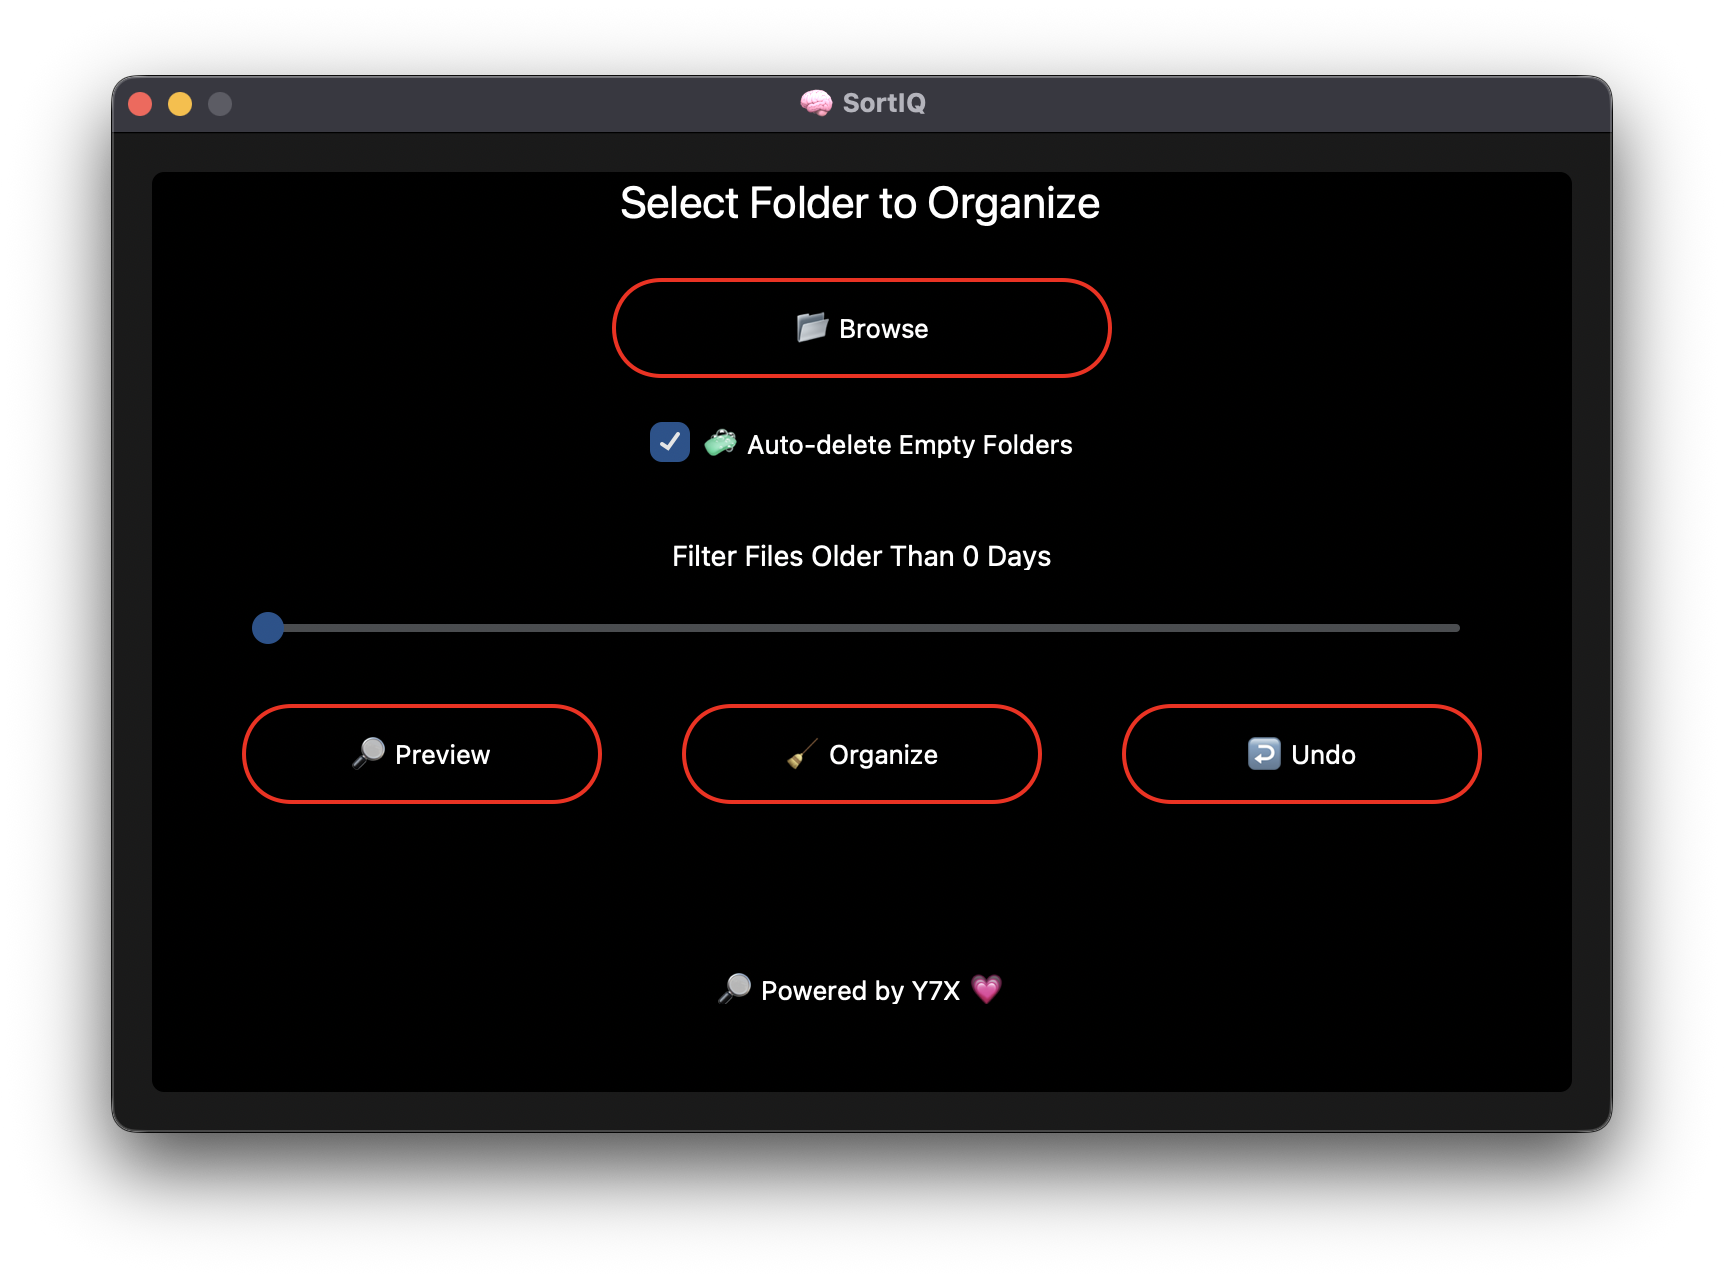 🧠 SortIQ
Select Folder to Organize
📂 Browse
🧼 Auto-delete Empty Folders
Filter Files Older Than 0 Days
🔎 Preview
🧹 Organize
↩️ Undo
🔎 Powered by Y7X 💗